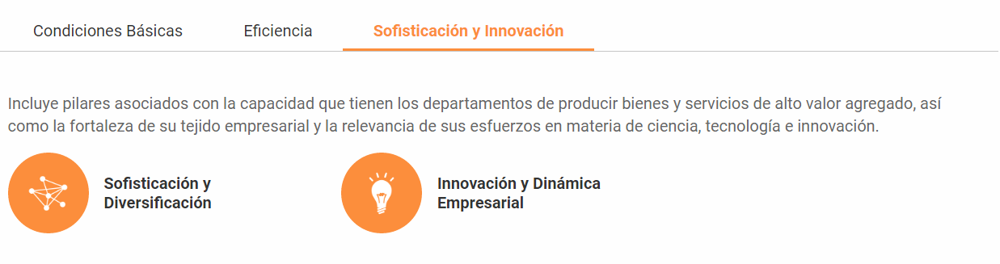 Condiciones Básicas
Eficiencia
Sofisticación y Innovación
Incluye pilares asociados con la capacidad que tienen los departamentos de producir bienes y servicios de alto valor agregado, así
como la fortaleza de su tejido empresarial y la relevancia de sus esfuerzos en materia de ciencia, tecnología e innovación.
Sofisticación y
Diversificación
Innovación y Dinámica
Empresarial